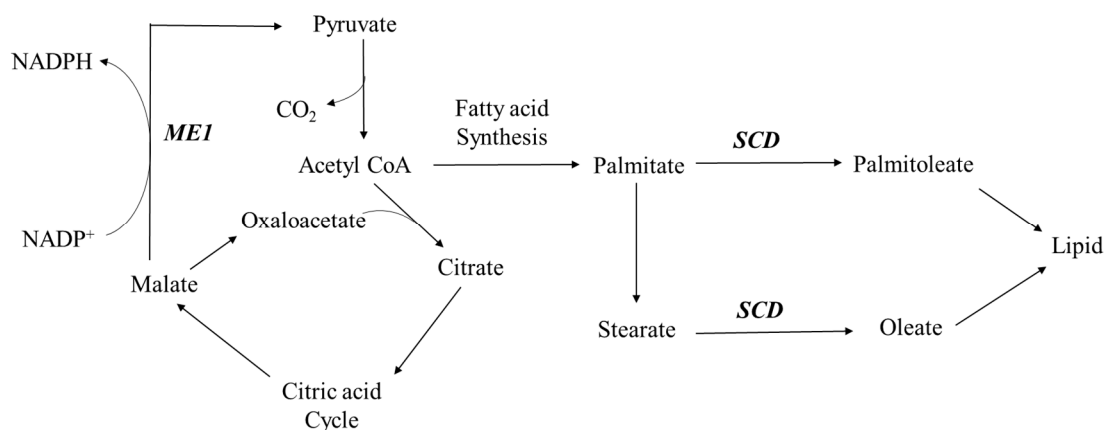 Pyruvate
NADPH
CO₂
Fatty acid
Synthesis
ME1
SCD
Acetyl CoA
Palmitate
Palmitoleate
Oxaloacetate
NADP⁺
Lipid
Citrate
Malate
SCD
Stearate
Oleate
Citric acid
Cycle